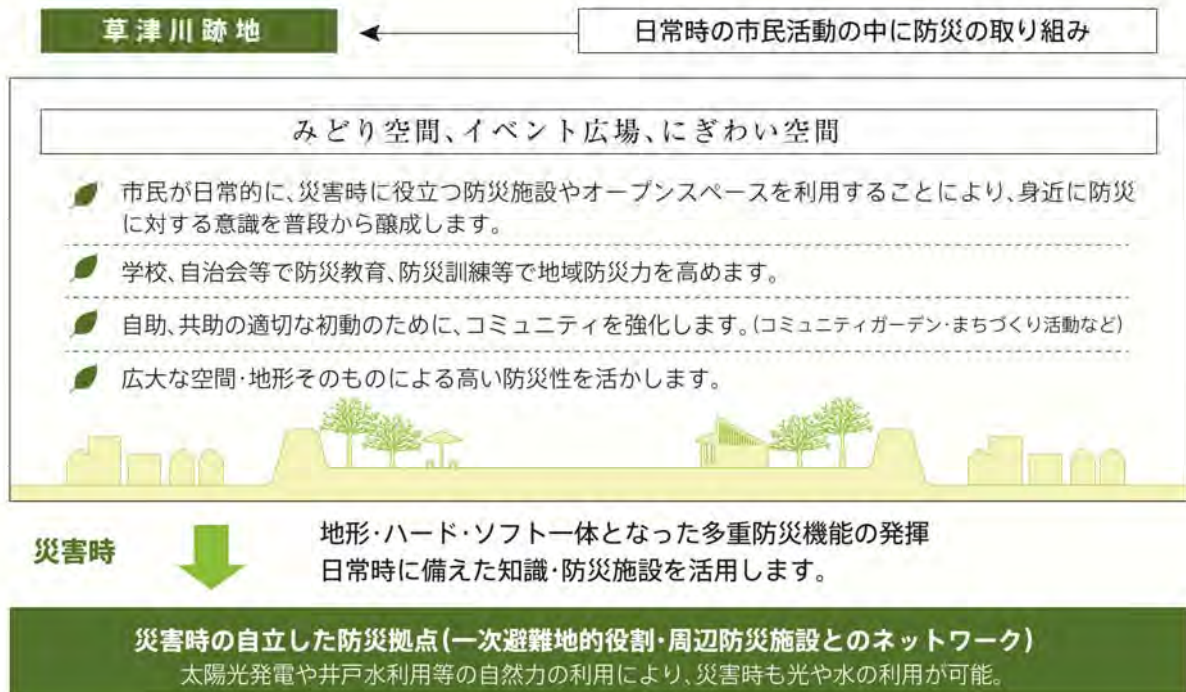 草津川跡地
日常時の市民活動の中に防災の取り組み
みどり空間、イベント広場、にぎわい空間
市民が日常的に、災害時に役立つ防災施設やオープンスペースを利用することにより、身近に防災
に対する意識を普段から醸成します。
学校、自治会等で防災教育、防災訓練等で地域防災力を高めます。
自助、共助の適切な初動のために、コミュニティを強化します。(コミュニティガーデン・まちづくり活動など)
広大な空間・地形そのものによる高い防災性を活かします。
災害時
地形・ハード・ソフト一体となった多重防災機能の発揮
日常時に備えた知識・防災施設を活用します。
災害時の自立した防災拠点(一次避難地的役割・周辺防災施設とのネットワーク)
太陽光発電や井戸水利用等の自然力の利用により、災害時も光や水の利用が可能。